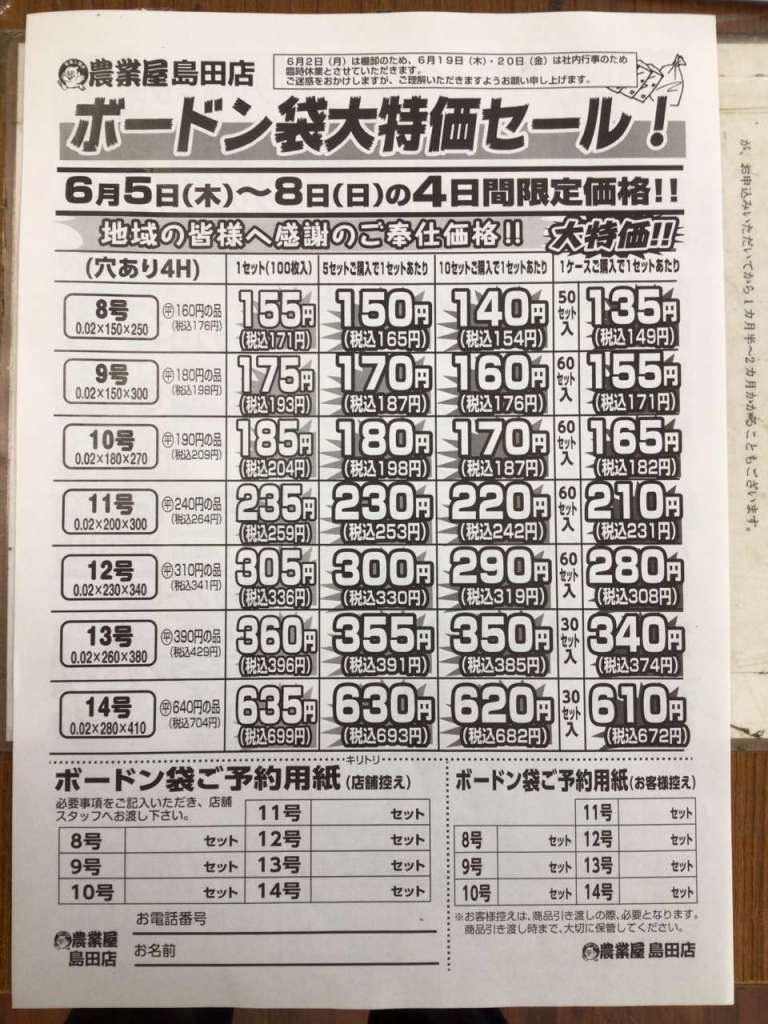 農業屋 島田店
6月2日(月)は棚卸のため、6月19日(木)・20日(金)は社内行事のため
臨時休業とさせていただきます。
ご迷惑をおかけしますが、ご理解いただきますようお願い申し上げます。
ボードン袋大特価セール!
6月5日(木)～8日(日)の4日間限定価格!!
地域の皆様へ感謝のご奉仕価格!! 大特価!!
(穴あり4H) 1セット(100枚入) 5セットご購入で1セットあたり 10セットご購入で1セットあたり 1ケースご購入で1セットあたり
8号 ㊥160円の品 155円 150円 140円 50セット入 135円
0.02×150×250 (税込176円) (税込171円) (税込165円) (税込154円) (税込149円)
9号 180円の品 175円 170円 160円 60セット入 155円
0.02×150×300 (税込198円) (税込193円) (税込187円) (税込176円) (税込171円)
10号 190円の品 185円 180円 170円 60セット入 165円
0.02×180×270 (税込209円) (税込204円) (税込198円) (税込187円) (税込182円)
11号 240円の品 235円 230円 220円 60セット入 210円
0.02×200×300 (税込264円) (税込259円) (税込253円) (税込242円) (税込231円)
12号 310円の品 305円 300円 290円 60セット入 280円
0.02×230×340 (税込341円) (税込336円) (税込330円) (税込319円) (税込308円)
13号 390円の品 360円 355円 350円 30セット入 340円
0.02×260×380 (税込429円) (税込396円) (税込391円) (税込385円) (税込374円)
14号 640円の品 635円 630円 620円 30セット入 610円
0.02×280×410 (税込704円) (税込699円) (税込693円) (税込682円) (税込672円)
キリトリ
ボードン袋ご予約用紙(店舗控え)
必要事項をご記入いただき、店舗
スタッフへお渡し下さい。
11号 セット
8号 セット 12号 セット
9号 セット 13号 セット
10号 セット 14号 セット
お電話番号
お名前
農業屋
島田店
ボードン袋ご予約用紙(お客様控え)
11号 セット
8号 セット 12号 セット
9号 セット 13号 セット
10号 セット 14号 セット
※お客様控えは、商品引き渡しの際、必要となります。
商品引き渡し時まで、大切に保管してください。
農業屋 島田店
が、お申込みいただいてから1カ月半～2カ月かかることもございます。